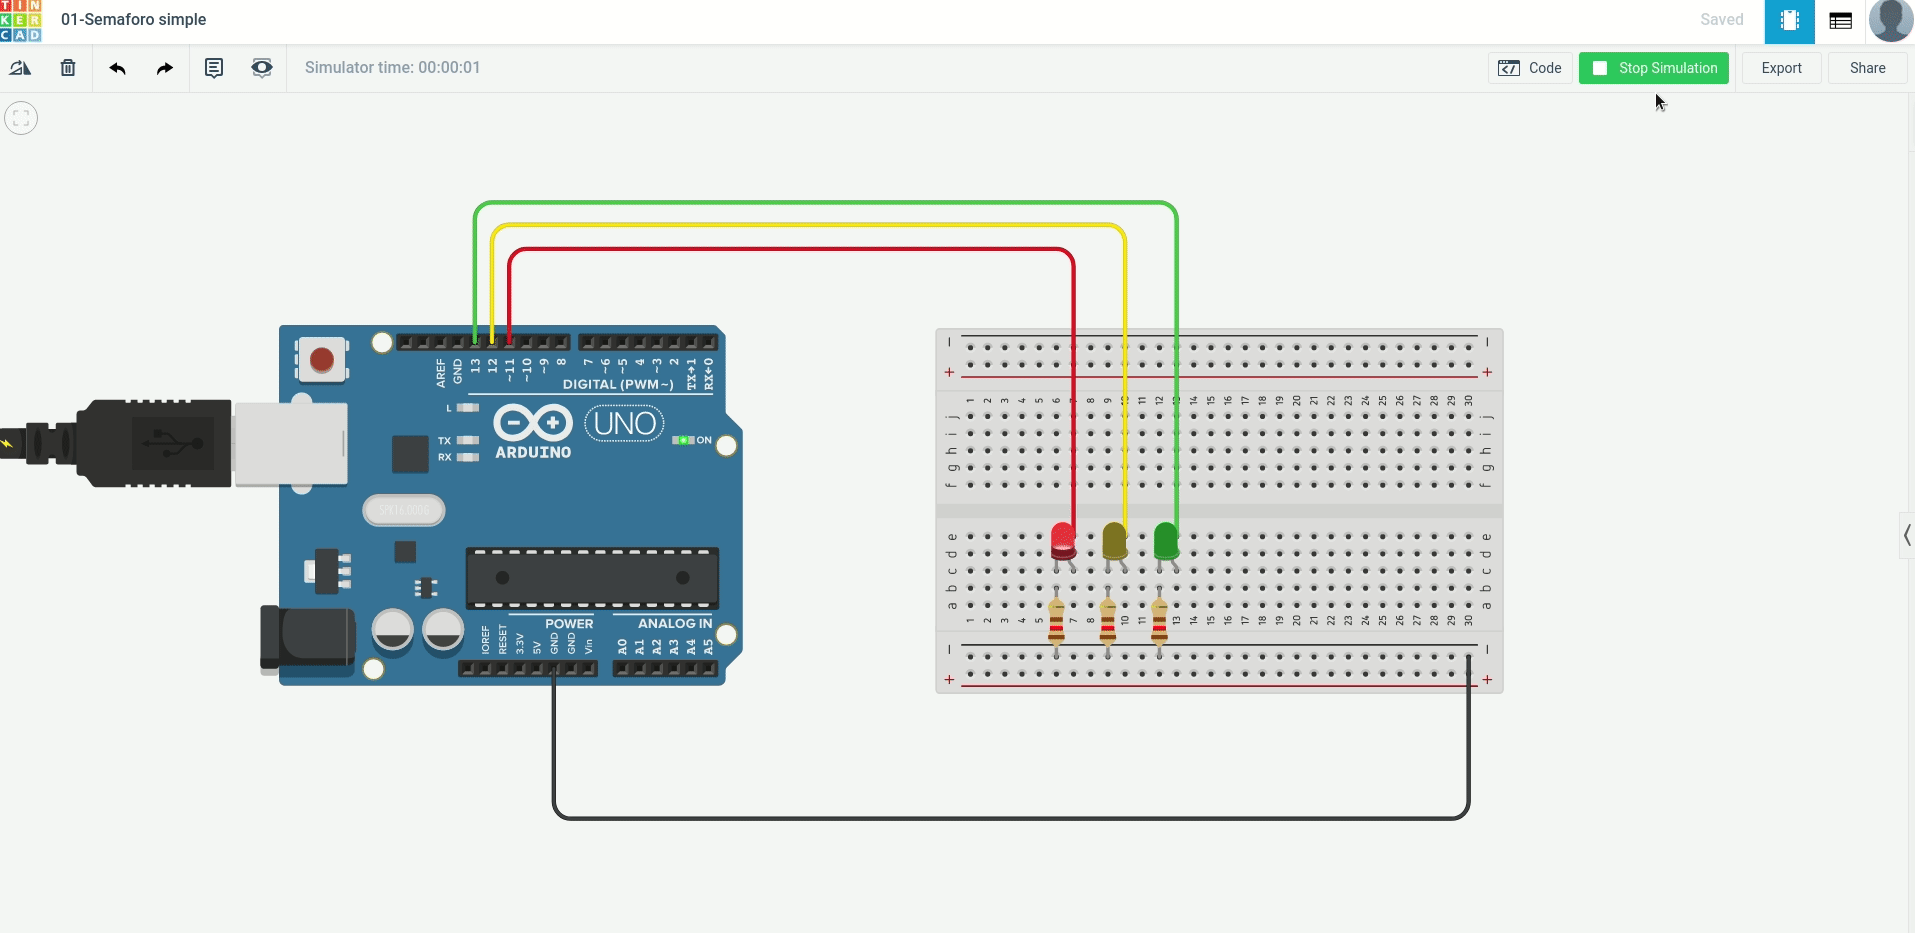 TIN
KER
CAD
01-Semaforo simple
Saved
Simulator time: 00:00:01
Code
Stop Simulation
Export
Share
AREF
GND
13
12
~11
~10
~9
8
7
~6
~5
4
~3
2
TX→1
RX←0
DIGITAL (PWM~)
L
TX
RX
ARDUINO
UNO
ON
SPK16.000G
POWER
ANALOG IN
IOREF
RESET
3.3V
5V
GND
GND
Vin
A0
A1
A2
A3
A4
A5
− −
+ +
1 2 3 4 5 6 7 8 9 10 11 12 13 14 15 16 17 18 19 20 21 22 23 24 25 26 27 28 29 30
j j
i i
h h
g g
f f
e e
d d
c c
b b
a a
1 2 3 4 5 6 7 8 9 10 11 12 13 14 15 16 17 18 19 20 21 22 23 24 25 26 27 28 29 30
− −
+ +